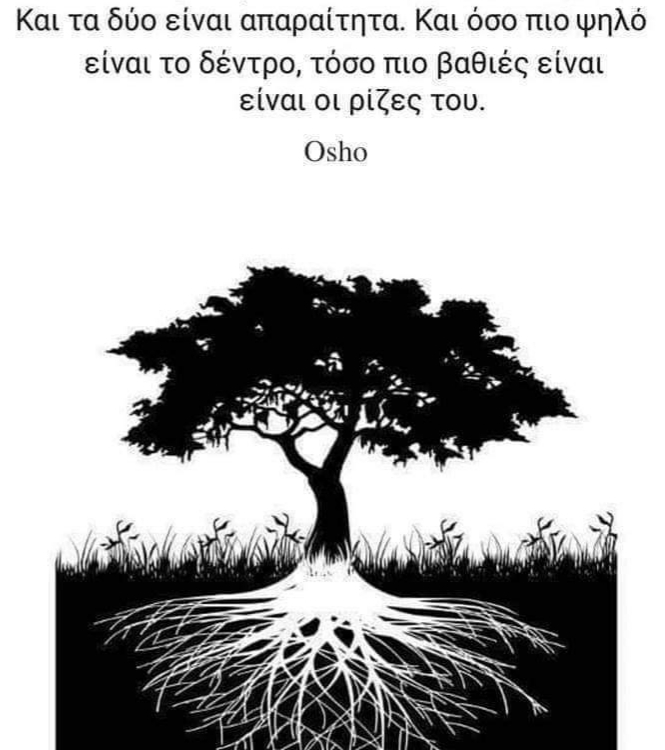 Και τα δύο είναι απαραίτητα. Και όσο πιο ψηλό
είναι το δέντρο, τόσο πιο βαθιές είναι
είναι οι ρίζες του.
Osho